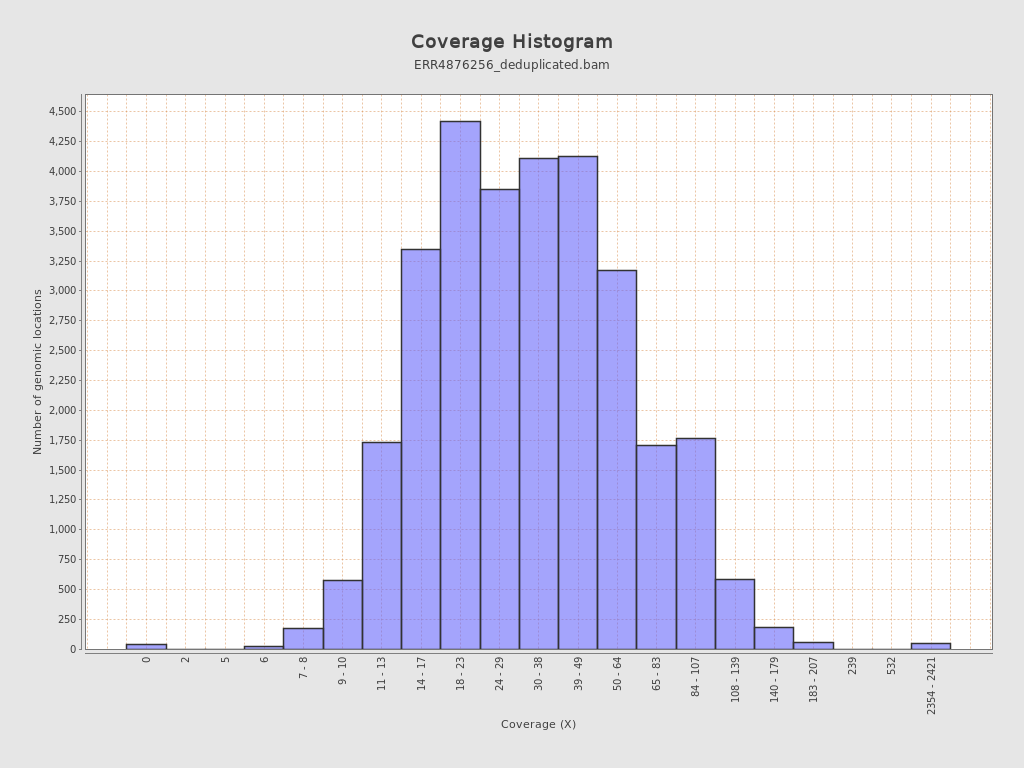 Coverage Histogram
ERR4876256_deduplicated.bam
Number of genomic locations
4,500
4,250
4,000
3,750
3,500
3,250
3,000
2,750
2,500
2,250
2,000
1,750
1,500
1,250
1,000
750
500
250
0
0
2
5
6
7 - 8
9 - 10
11 - 13
14 - 17
18 - 23
24 - 29
30 - 38
39 - 49
50 - 64
65 - 83
84 - 107
108 - 139
140 - 179
183 - 207
239
532
2354 - 2421
Coverage (X)